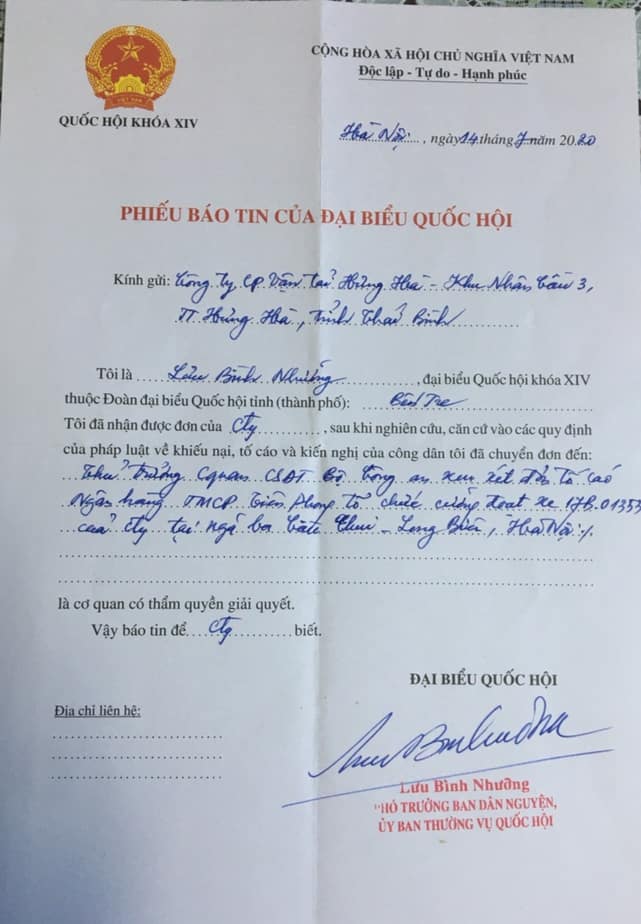 CỘNG HÒA XÃ HỘI CHỦ NGHĨA VIỆT NAM
Độc lập - Tự do - Hạnh phúc
VIỆT NAM
QUỐC HỘI KHÓA XIV
Hà Nội, ngày 14 tháng 7 năm 2020
PHIẾU BÁO TIN CỦA ĐẠI BIỂU QUỐC HỘI
Kính gửi: Công ty CP Vận tải Hưng Hà - Khu Nhân Cầu 3,
TT Hưng Hà, Tỉnh Thái Bình
Tôi là Lưu Bình Nhưỡng, đại biểu Quốc hội khóa XIV
thuộc Đoàn đại biểu Quốc hội tỉnh (thành phố): Bến Tre
Tôi đã nhận được đơn của Cty, sau khi nghiên cứu, căn cứ vào các quy định
của pháp luật về khiếu nại, tố cáo và kiến nghị của công dân tôi đã chuyển đơn đến:
Thủ trưởng Cquan CSĐT Bộ Công an xem xét đơn tố cáo
Ngân hàng TMCP Tiên Phong tổ chức cưỡng đoạt xe 17B.01353
của Cty tại ngã ba Cầu Chui - Long Biên, Hà Nội ./.
là cơ quan có thẩm quyền giải quyết.
Vậy báo tin để Cty biết.
ĐẠI BIỂU QUỐC HỘI
Địa chỉ liên hệ:
Lưu Bình Nhưỡng
PHÓ TRƯỞNG BAN DÂN NGUYỆN,
ỦY BAN THƯỜNG VỤ QUỐC HỘI